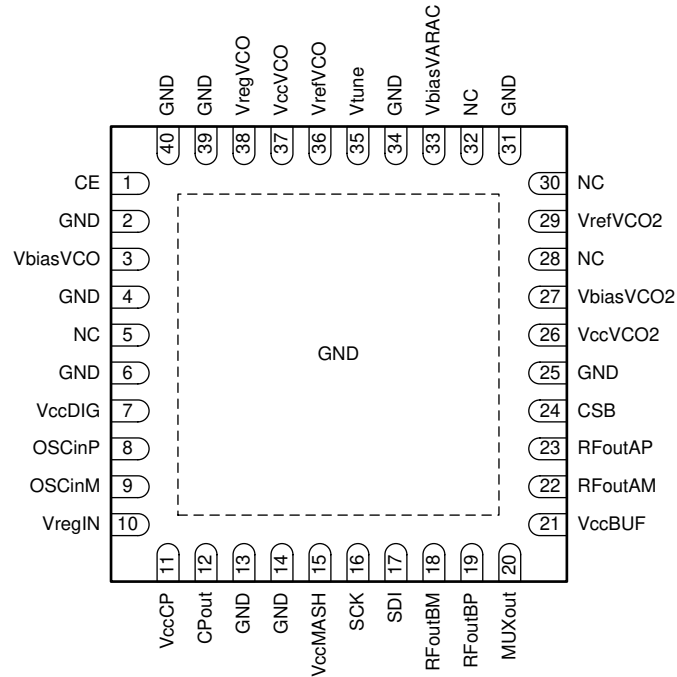 GND
GND
VregVCO
VccVCO
VrefVCO
Vtune
GND
VbiasVARAC
NC
GND
40
39
38
37
36
35
34
33
32
31
CE 1
GND 2
VbiasVCO 3
GND 4
NC 5
GND 6
VccDIG 7
OSCinP 8
OSCinM 9
VregIN 10
GND
30 NC
29 VrefVCO2
28 NC
27 VbiasVCO2
26 VccVCO2
25 GND
24 CSB
23 RFoutAP
22 RFoutAM
21 VccBUF
11
12
13
14
15
16
17
18
19
20
VccCP
CPout
GND
GND
VccMASH
SCK
SDI
RFoutBM
RFoutBP
MUXout